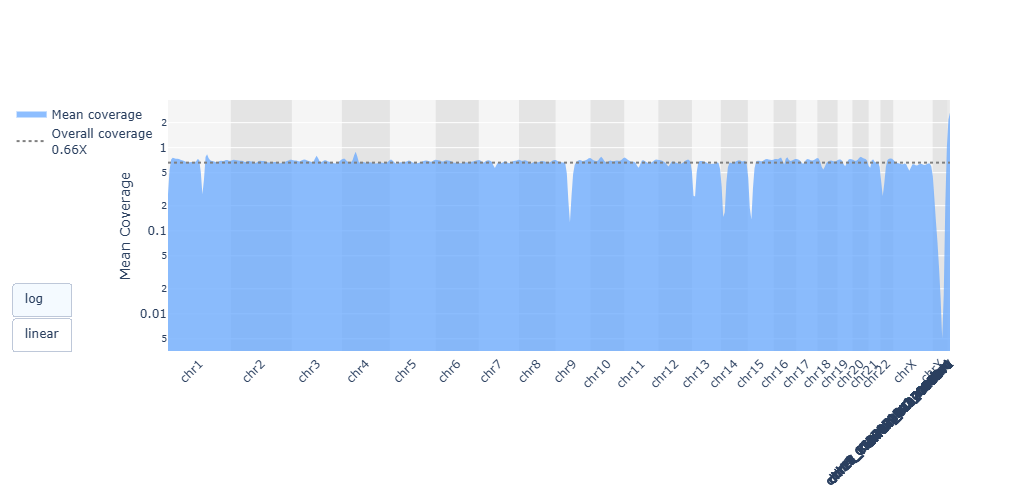 Mean coverage
Overall coverage
0.66X
Mean Coverage
2
1
5
2
0.1
5
2
0.01
5
log
linear
chr1
chr2
chr3
chr4
chr5
chr6
chr7
chr8
chr9
chr10
chr11
chr12
chr13
chr14
chr15
chr16
chr17
chr18
chr19
chr20
chr21
chr22
chrX